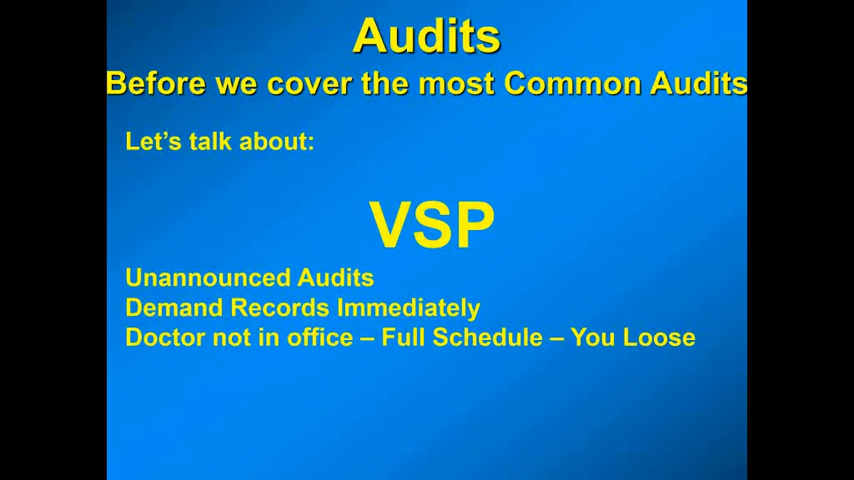 Audits
Before we cover the most Common Audits
Let's talk about:
VSP
Unannounced Audits
Demand Records Immediately
Doctor not in office – Full Schedule – You Loose